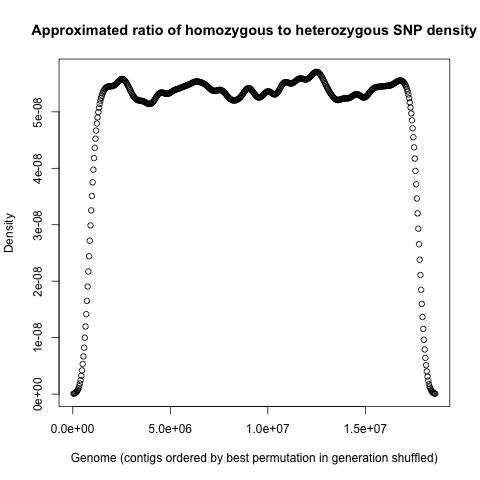 Approximated ratio of homozygous to heterozygous SNP density
Density
5e-08
4e-08
3e-08
2e-08
1e-08
0e+00
0.0e+00 5.0e+06 1.0e+07 1.5e+07
Genome (contigs ordered by best permutation in generation shuffled)